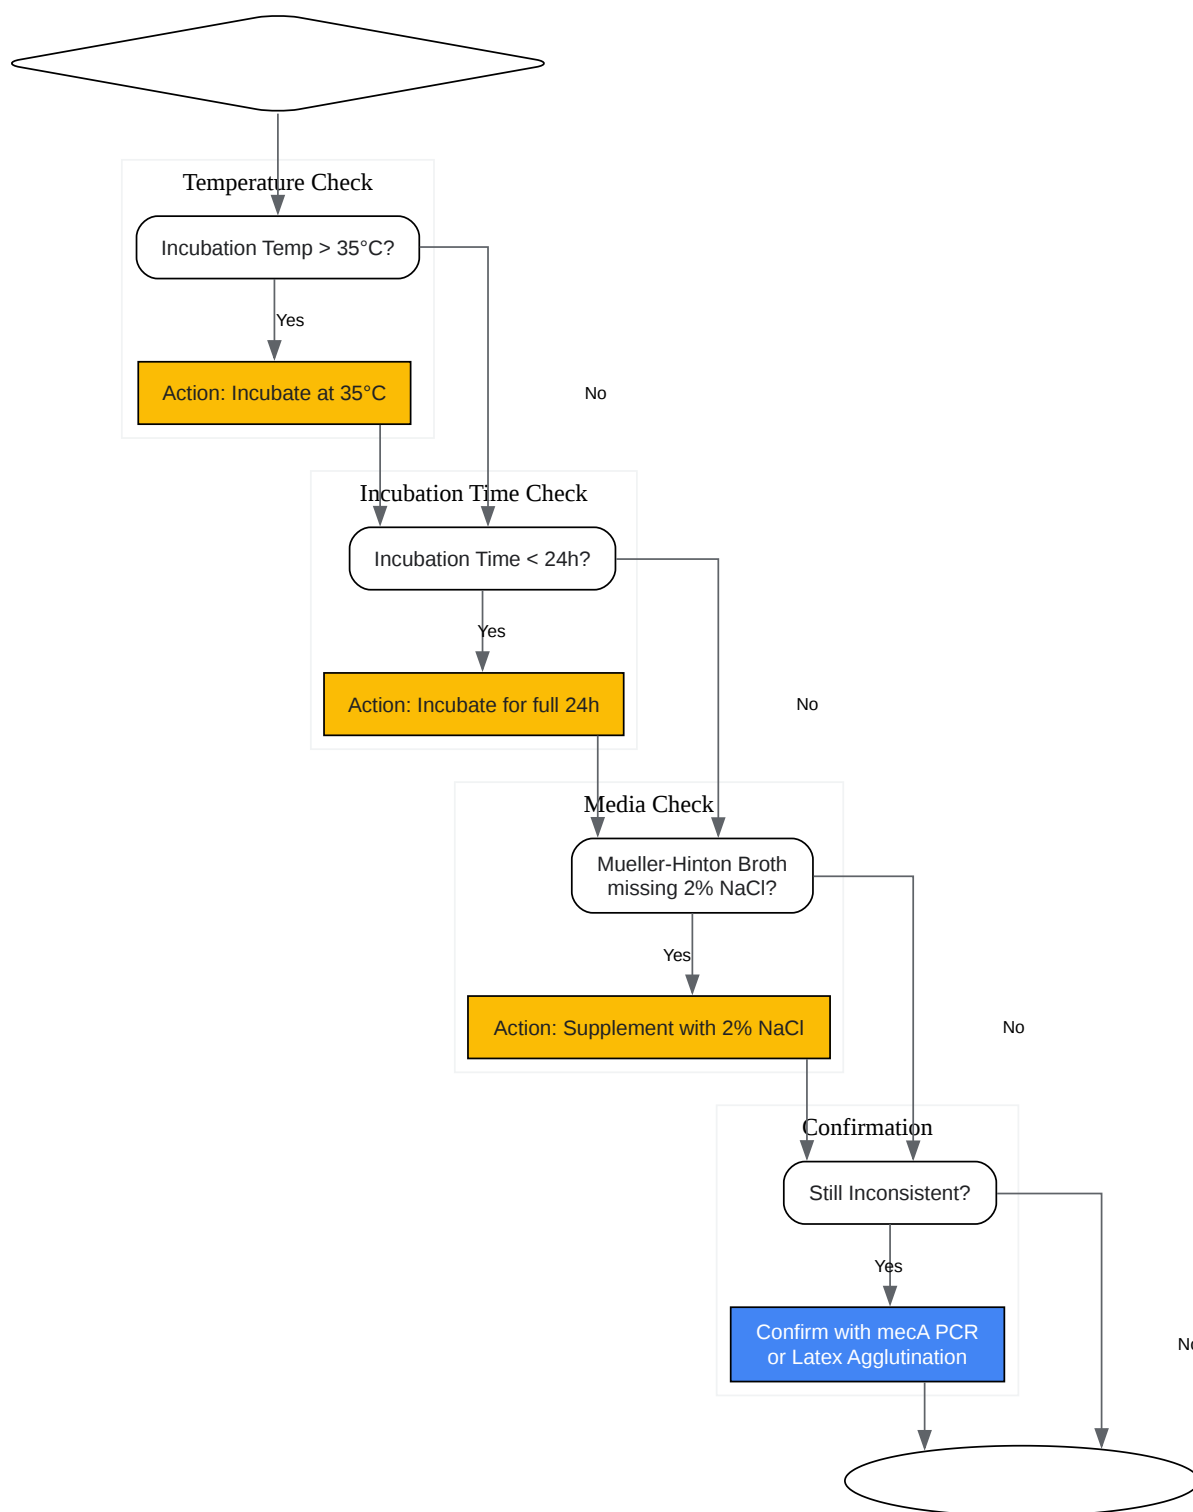 Temperature Check
Incubation Temp > 35°C?
Yes
Action: Incubate at 35°C
No
Incubation Time Check
Incubation Time < 24h?
Yes
Action: Incubate for full 24h
No
Media Check
Mueller-Hinton Broth
missing 2% NaCl?
Yes
Action: Supplement with 2% NaCl
No
Confirmation
Still Inconsistent?
Yes
Confirm with mecA PCR
or Latex Agglutination
No